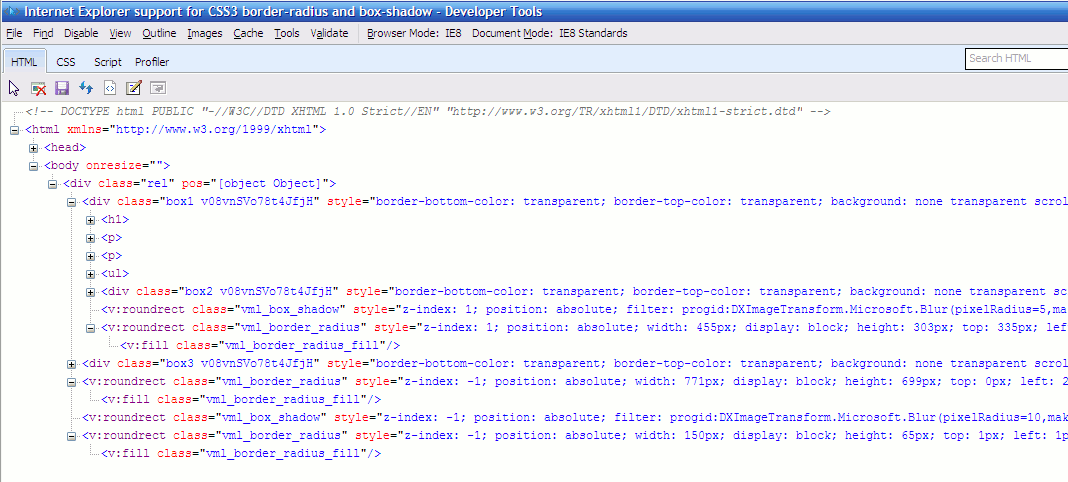 Internet Explorer support for CSS3 border-radius and box-shadow - Developer Tools
File Find Disable View Outline Images Cache Tools Validate Browser Mode: IE8 Document Mode: IE8 Standards
HTML CSS Script Profiler Search HTML
<!-- DOCTYPE html PUBLIC "-//W3C//DTD XHTML 1.0 Strict//EN" "http://www.w3.org/TR/xhtml1/DTD/xhtml1-strict.dtd" -->
<html xmlns="http://www.w3.org/1999/xhtml">
<head>
<body onresize="">
<div class="rel" pos="[object Object]">
<div class="box1 v08vnSVo78t4JfjH" style="border-bottom-color: transparent; border-top-color: transparent; background: none transparent scrol
<h1>
<p>
<p>
<ul>
<div class="box2 v08vnSVo78t4JfjH" style="border-bottom-color: transparent; border-top-color: transparent; background: none transparent scr
<v:roundrect class="vml_box_shadow" style="z-index: 1; position: absolute; filter: progid:DXImageTransform.Microsoft.Blur(pixelRadius=5,ma
<v:roundrect class="vml_border_radius" style="z-index: 1; position: absolute; width: 455px; display: block; height: 303px; top: 335px; lef
<v:fill class="vml_border_radius_fill"/>
<div class="box3 v08vnSVo78t4JfjH" style="border-bottom-color: transparent; border-top-color: transparent; background: none transparent scrol
<v:roundrect class="vml_border_radius" style="z-index: -1; position: absolute; width: 771px; display: block; height: 699px; top: 0px; left: 2
<v:fill class="vml_border_radius_fill"/>
<v:roundrect class="vml_box_shadow" style="z-index: -1; position: absolute; filter: progid:DXImageTransform.Microsoft.Blur(pixelRadius=10,mak
<v:roundrect class="vml_border_radius" style="z-index: -1; position: absolute; width: 150px; display: block; height: 65px; top: 1px; left: 1p
<v:fill class="vml_border_radius_fill"/>